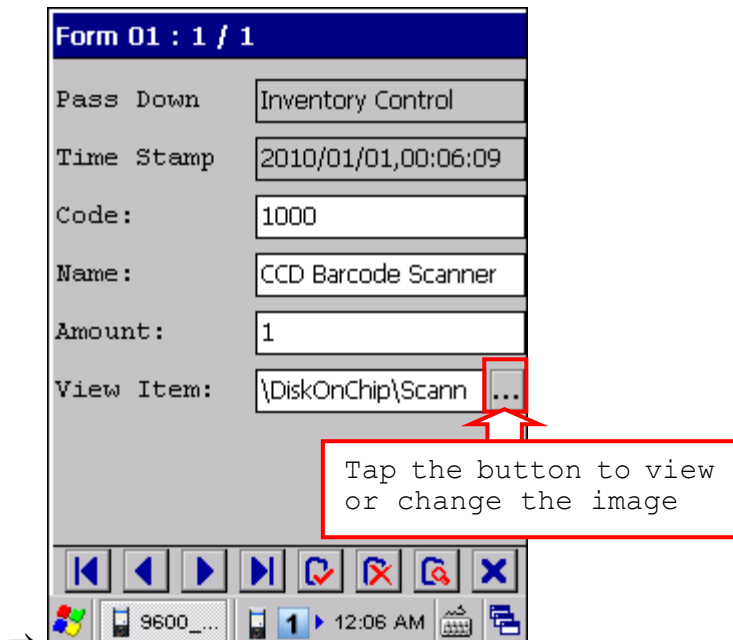 Form 01 : 1 / 1
Pass Down Inventory Control
Time Stamp 2010/01/01,00:06:09
Code: 1000
Name: CCD Barcode Scanner
Amount: 1
View Item: \DiskOnChip\Scann ...
Tap the button to view
or change the image
9600_... 1 12:06 AM